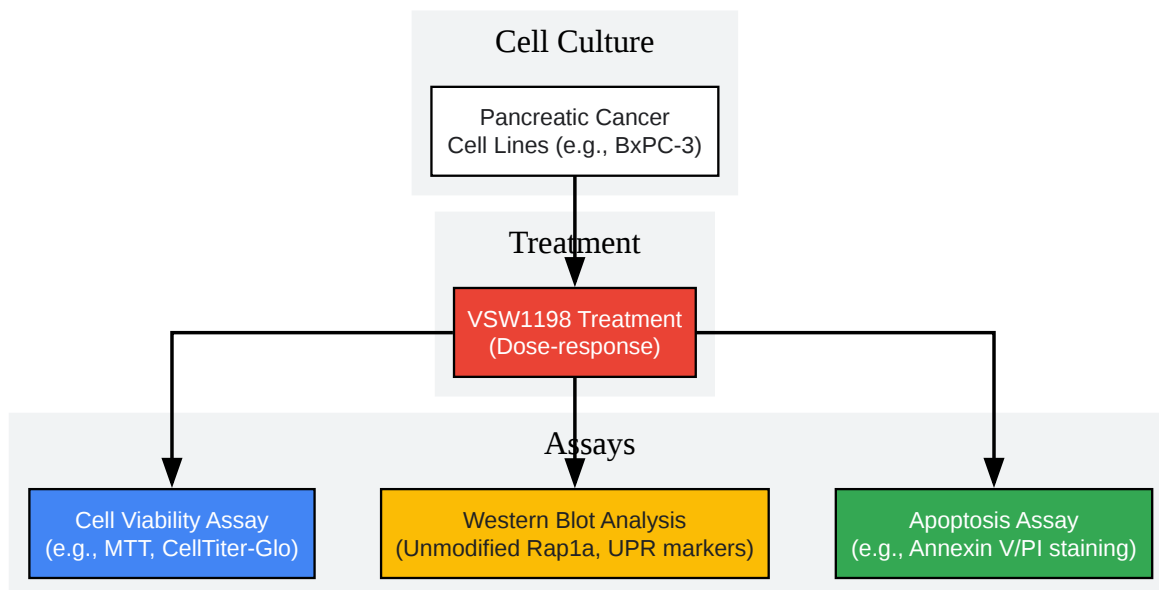 Cell Culture
Pancreatic Cancer
Cell Lines (e.g., BxPC-3)
Treatment
VSW1198 Treatment
(Dose-response)
Assays
Cell Viability Assay
(e.g., MTT, CellTiter-Glo)
Western Blot Analysis
(Unmodified Rap1a, UPR markers)
Apoptosis Assay
(e.g., Annexin V/PI staining)